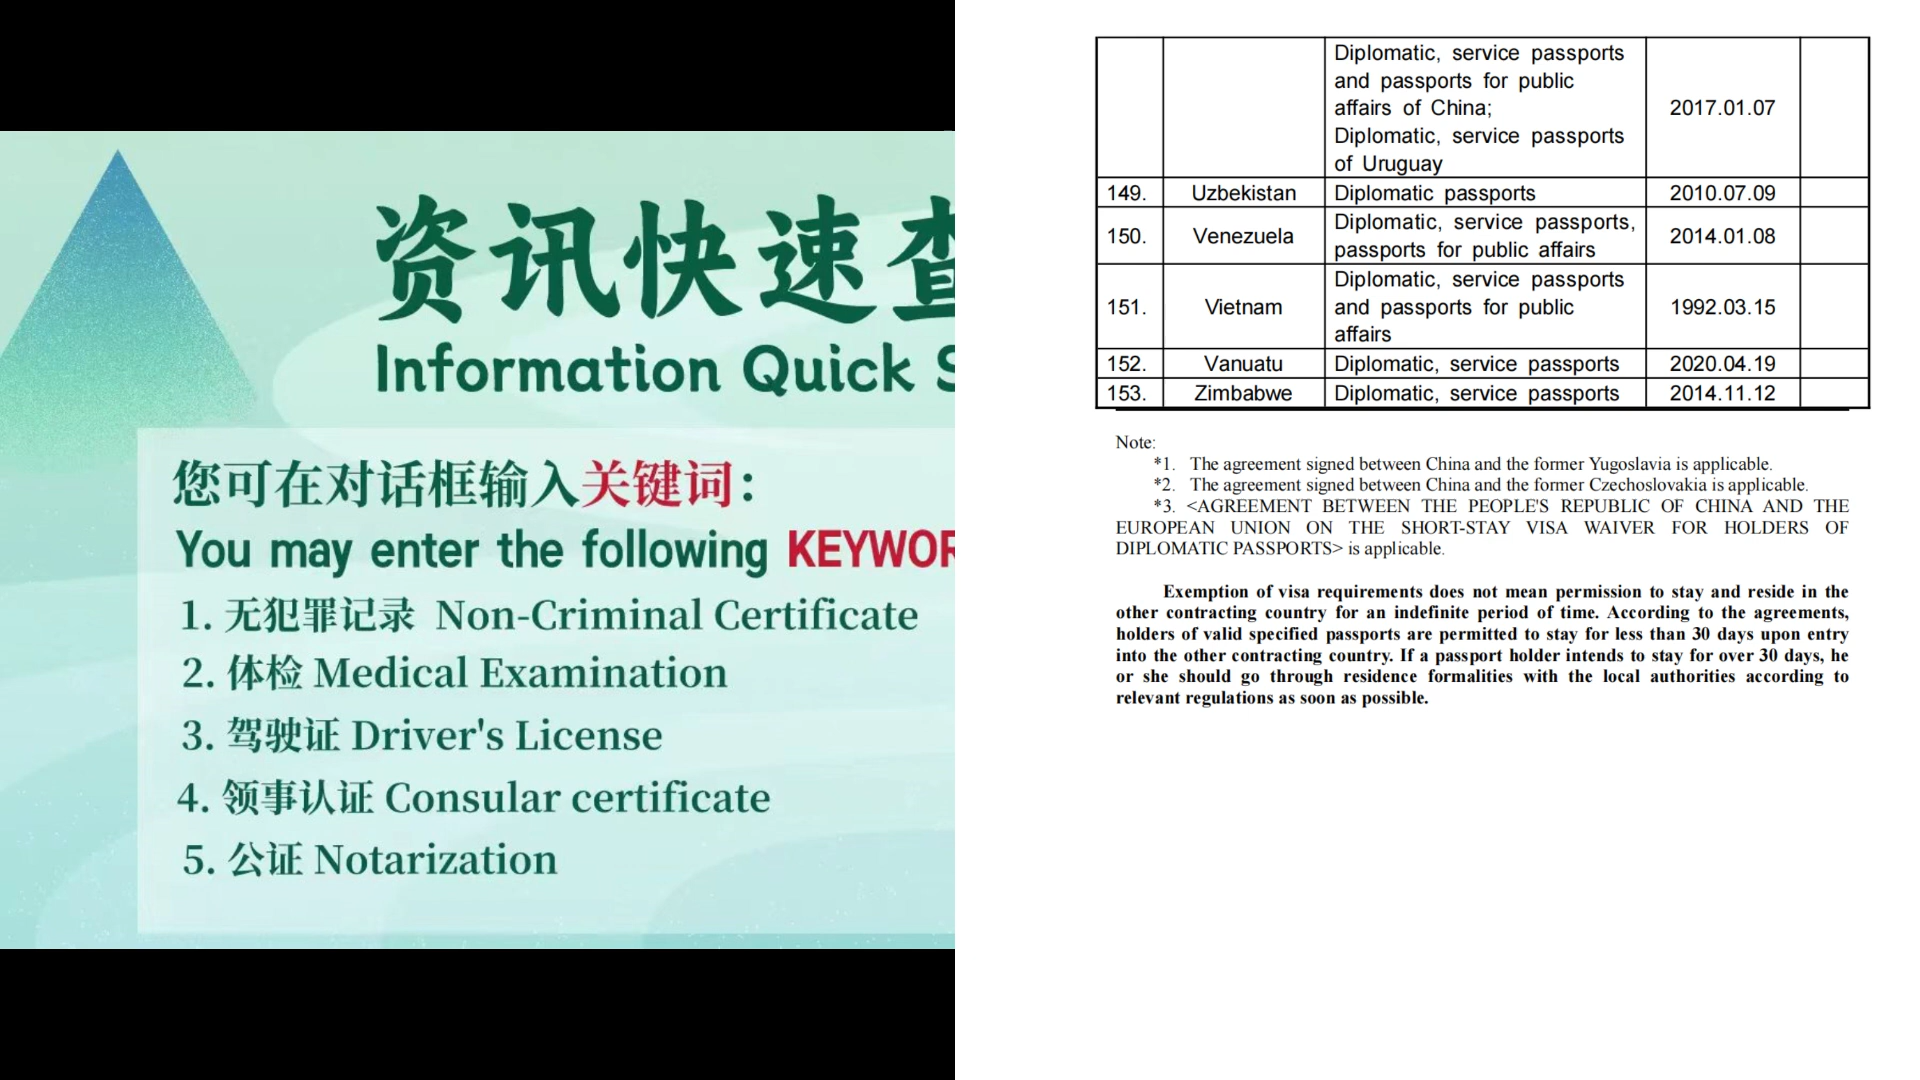 资讯快速查
Information Quick S
您可在对话框输入关键词：
You may enter the following KEYWOR
1. 无犯罪记录 Non-Criminal Certificate
2. 体检 Medical Examination
3. 驾驶证 Driver's License
4. 领事认证 Consular certificate
5. 公证 Notarization
Diplomatic, service passports
and passports for public
affairs of China;
2017.01.07
Diplomatic, service passports
of Uruguay
149. Uzbekistan Diplomatic passports 2010.07.09
150. Venezuela Diplomatic, service passports, 2014.01.08
passports for public affairs
Diplomatic, service passports
151. Vietnam and passports for public 1992.03.15
affairs
152. Vanuatu Diplomatic, service passports 2020.04.19
153. Zimbabwe Diplomatic, service passports 2014.11.12
Note:
*1. The agreement signed between China and the former Yugoslavia is applicable.
*2. The agreement signed between China and the former Czechoslovakia is applicable.
*3. <AGREEMENT BETWEEN THE PEOPLE'S REPUBLIC OF CHINA AND THE
EUROPEAN UNION ON THE SHORT-STAY VISA WAIVER FOR HOLDERS OF
DIPLOMATIC PASSPORTS> is applicable.
Exemption of visa requirements does not mean permission to stay and reside in the
other contracting country for an indefinite period of time. According to the agreements,
holders of valid specified passports are permitted to stay for less than 30 days upon entry
into the other contracting country. If a passport holder intends to stay for over 30 days, he
or she should go through residence formalities with the local authorities according to
relevant regulations as soon as possible.